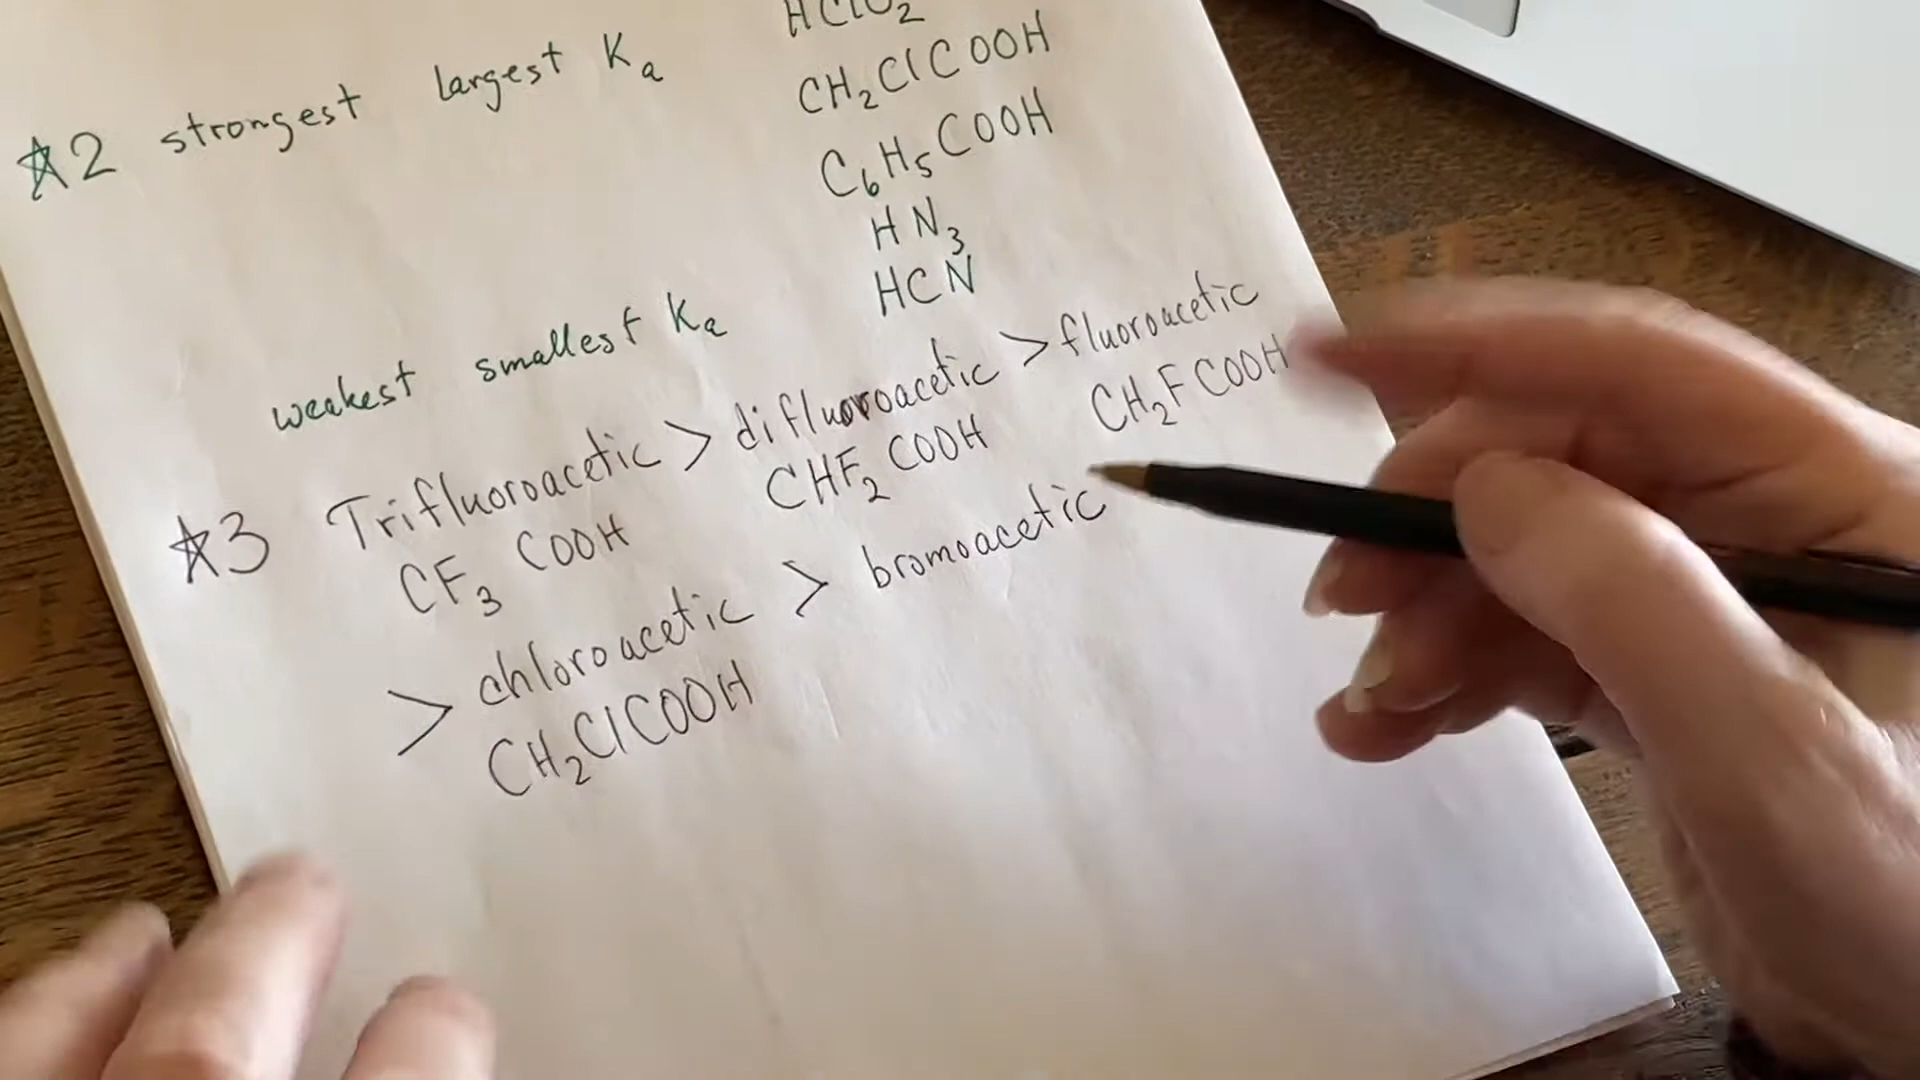 HClO2
☆2 strongest largest Ka
CH2ClCOOH
C6H5COOH
HN3
HCN
weakest smallest Ka
☆3 Trifluoroacetic > difluoroacetic > fluoroacetic
CF3 COOH CHF2 COOH CH2F COOH
> chloroacetic > bromoacetic
CH2ClCOOH